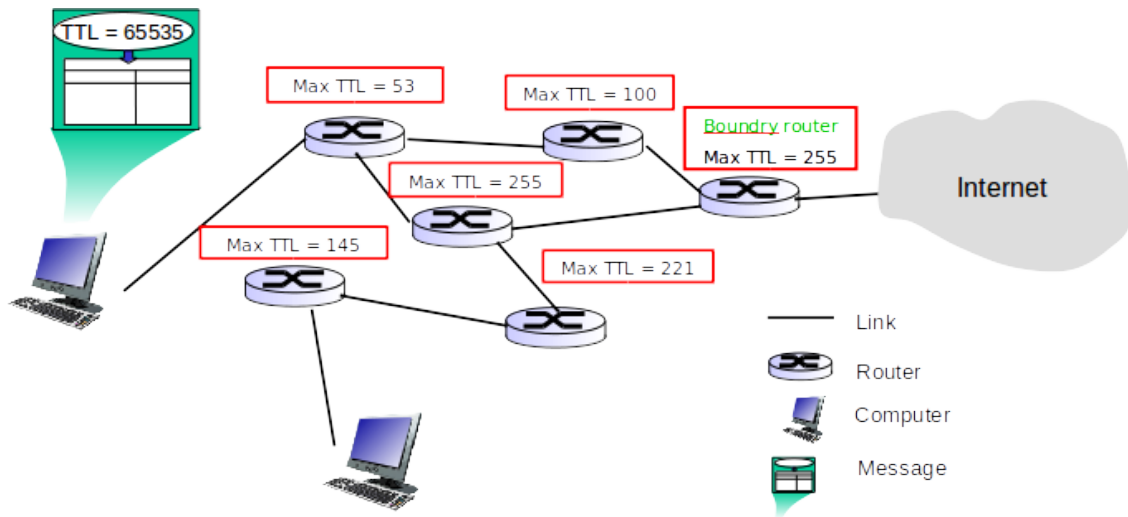 TTL = 65535
Max TTL = 53
Max TTL = 100
Boundry router
Max TTL = 255
Max TTL = 255
Internet
Max TTL = 145
Max TTL = 221
Link
Router
Computer
Message